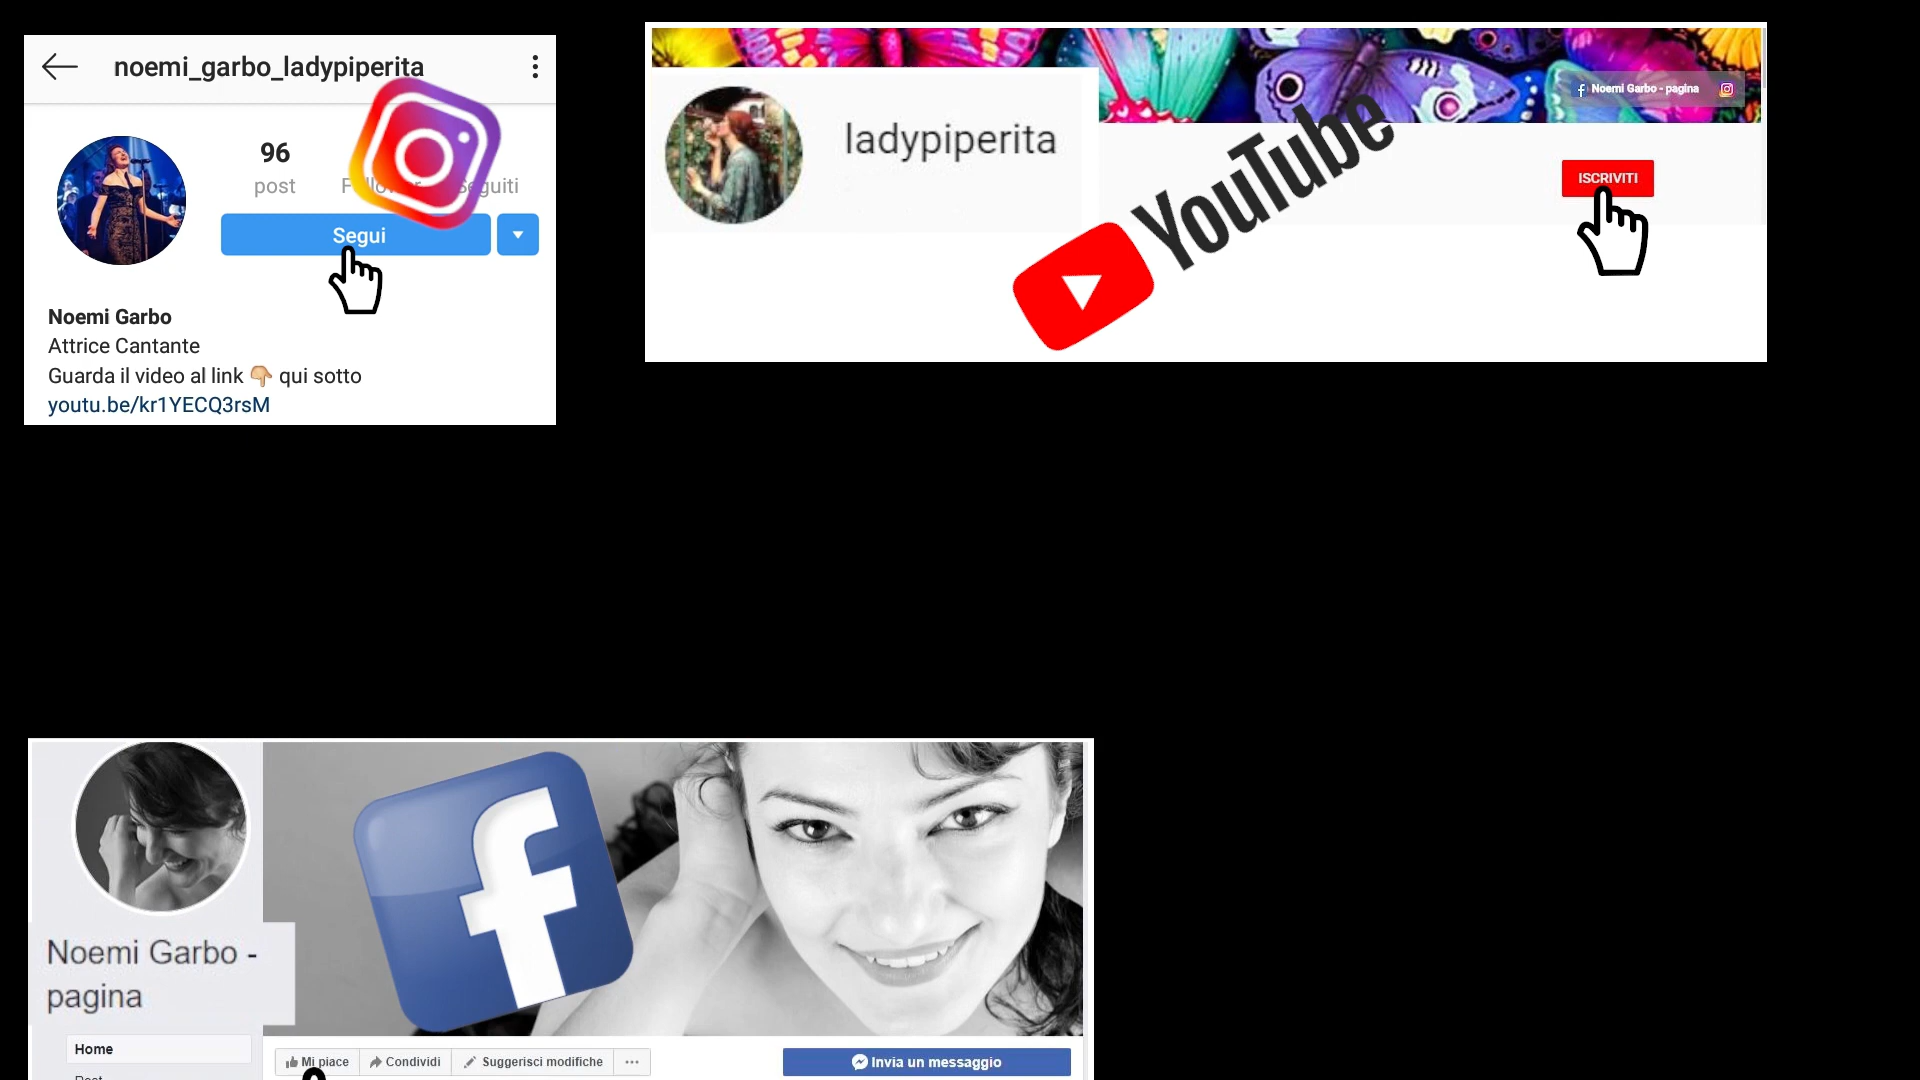 noemi_garbo_ladypiperita
96
post
Segui
Noemi Garbo
Attrice Cantante
Guarda il video al link 👇🏼 qui sotto
youtu.be/kr1YECQ3rsM
Noemi Garbo - pagina
ladypiperita
YouTube
ISCRIVITI
Noemi Garbo -
pagina
Home
Mi piace
Condividi
Suggerisci modifiche
Invia un messaggio